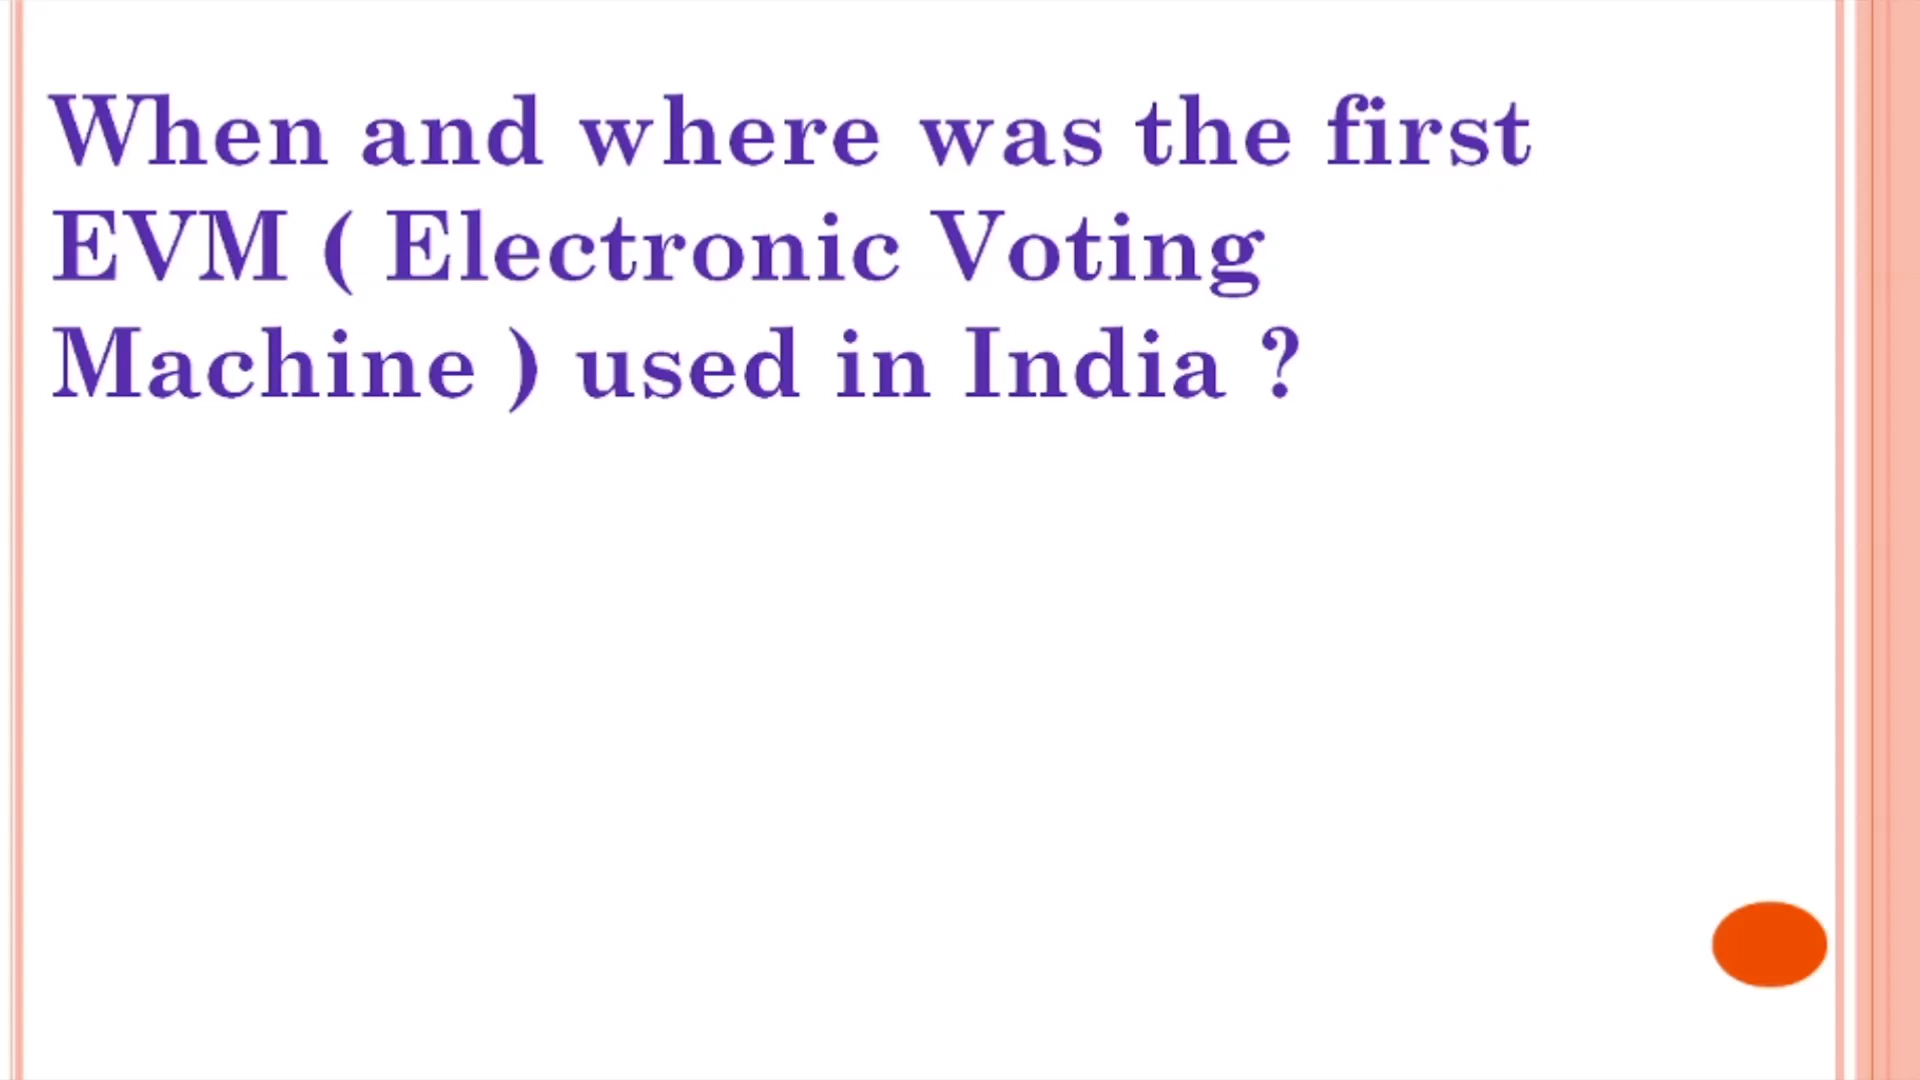 When and where was the first
EVM ( Electronic Voting
Machine ) used in India ?